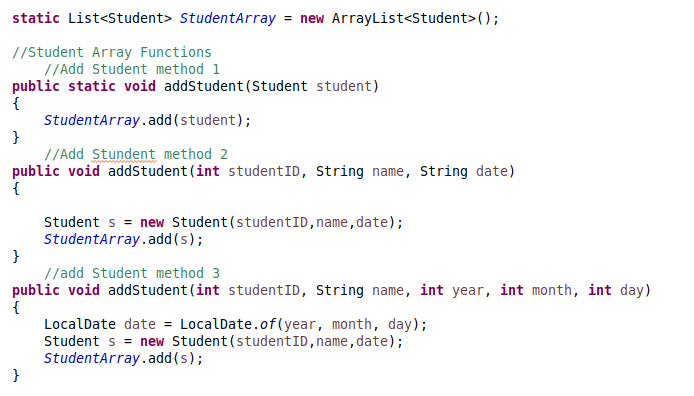 static List<Student> StudentArray = new ArrayList<Student>();
//Student Array Functions
//Add Student method 1
public static void addStudent(Student student)
{
StudentArray.add(student);
}
//Add Stundent method 2
public void addStudent(int studentID, String name, String date)
{
Student s = new Student(studentID,name,date);
StudentArray.add(s);
}
//add Student method 3
public void addStudent(int studentID, String name, int year, int month, int day)
{
LocalDate date = LocalDate.of(year, month, day);
Student s = new Student(studentID,name,date);
StudentArray.add(s);
}